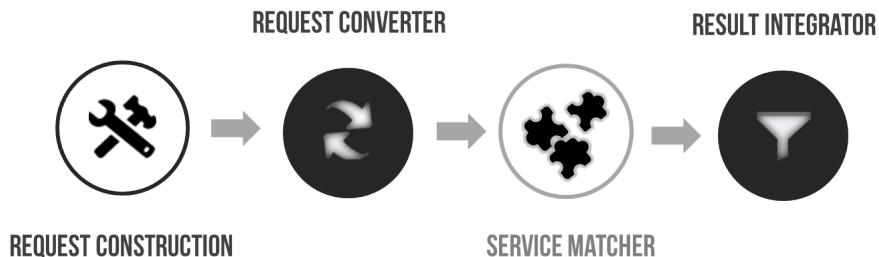 REQUEST CONVERTER
RESULT INTEGRATOR
REQUEST CONSTRUCTION
SERVICE MATCHER